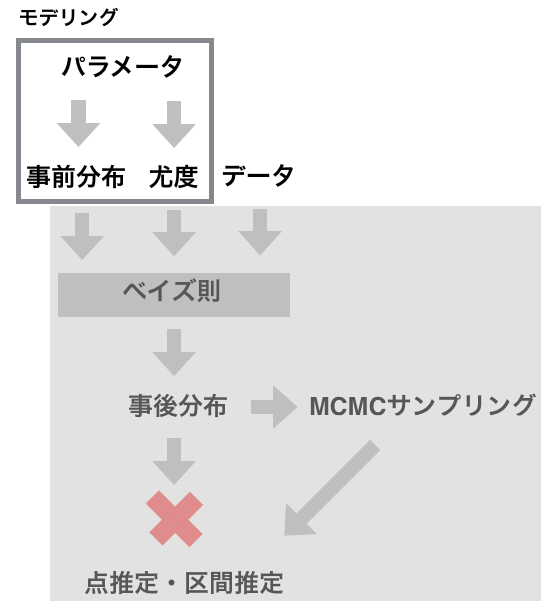 モデリング
パラメータ
事前分布 尤度 データ
ベイズ則
事後分布 MCMCサンプリング
点推定・区間推定